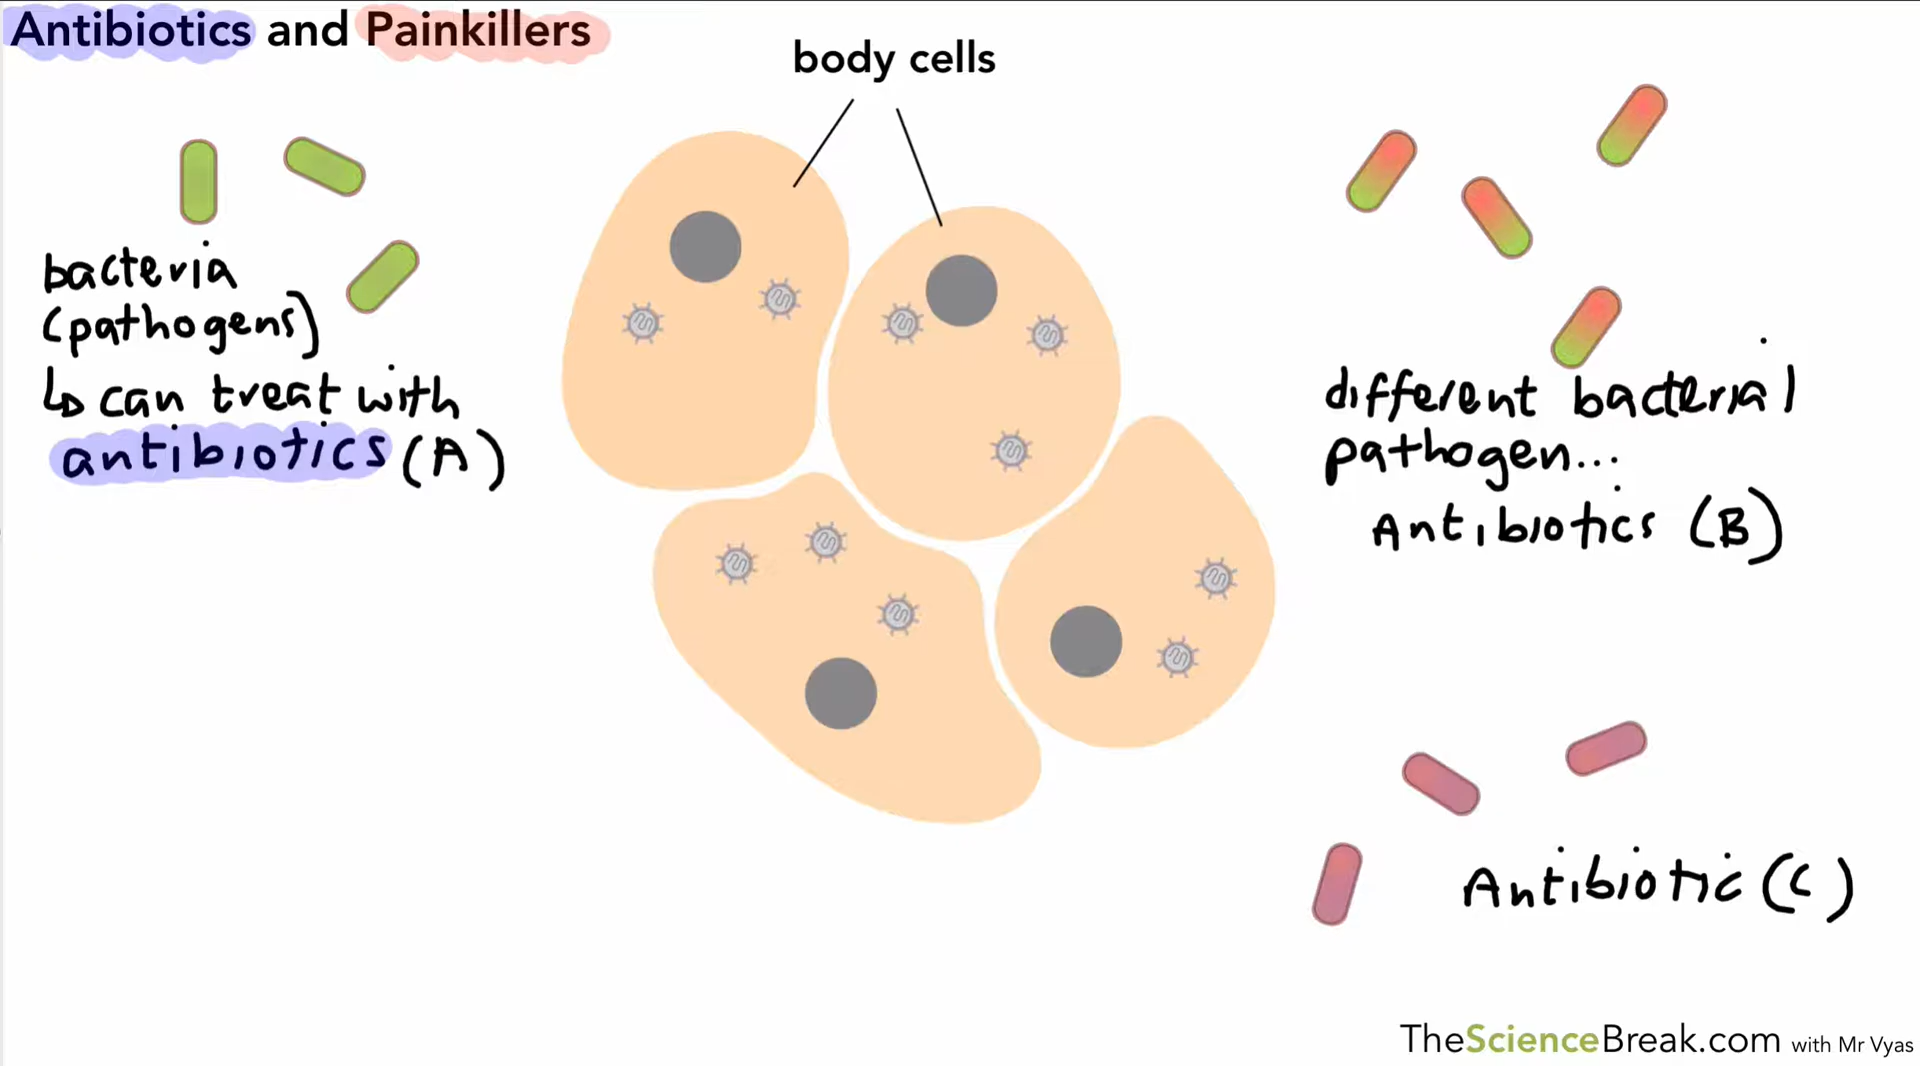 Antibiotics and Painkillers
body cells
bacteria
(pathogens)
↳ can treat with
antibiotics (A)
different bacterial
pathogen...
Antibiotics (B)
Antibiotic (C)
TheScienceBreak.com with Mr Vyas